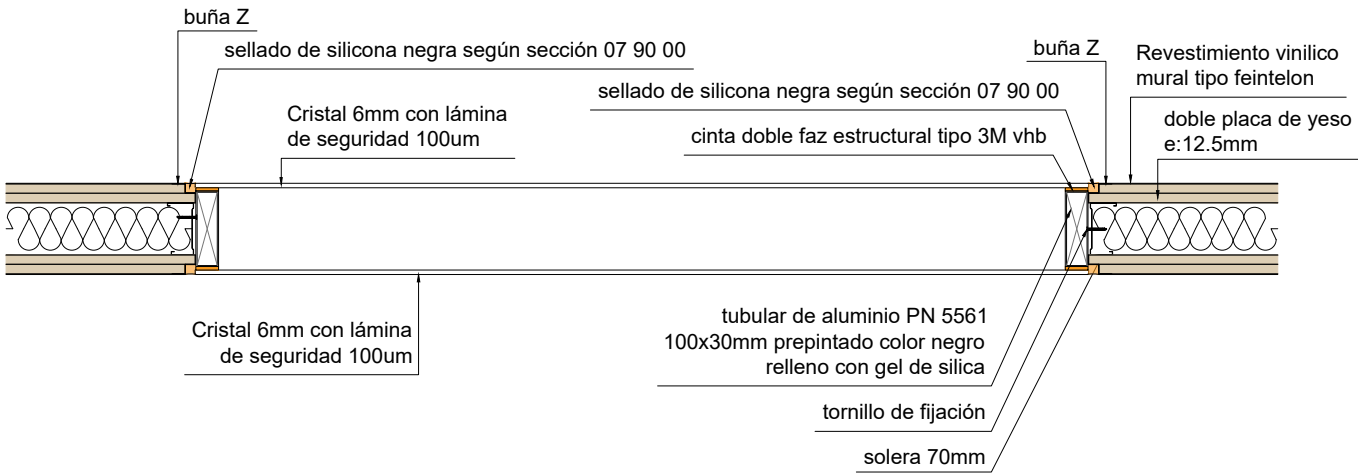 buña Z
sellado de silicona negra según sección 07 90 00
Cristal 6mm con lámina
de seguridad 100um
buña Z
Revestimiento vinilico
mural tipo feintelon
sellado de silicona negra según sección 07 90 00
doble placa de yeso
e:12.5mm
cinta doble faz estructural tipo 3M vhb
Cristal 6mm con lámina
de seguridad 100um
tubular de aluminio PN 5561
100x30mm prepintado color negro
relleno con gel de silica
tornillo de fijación
solera 70mm